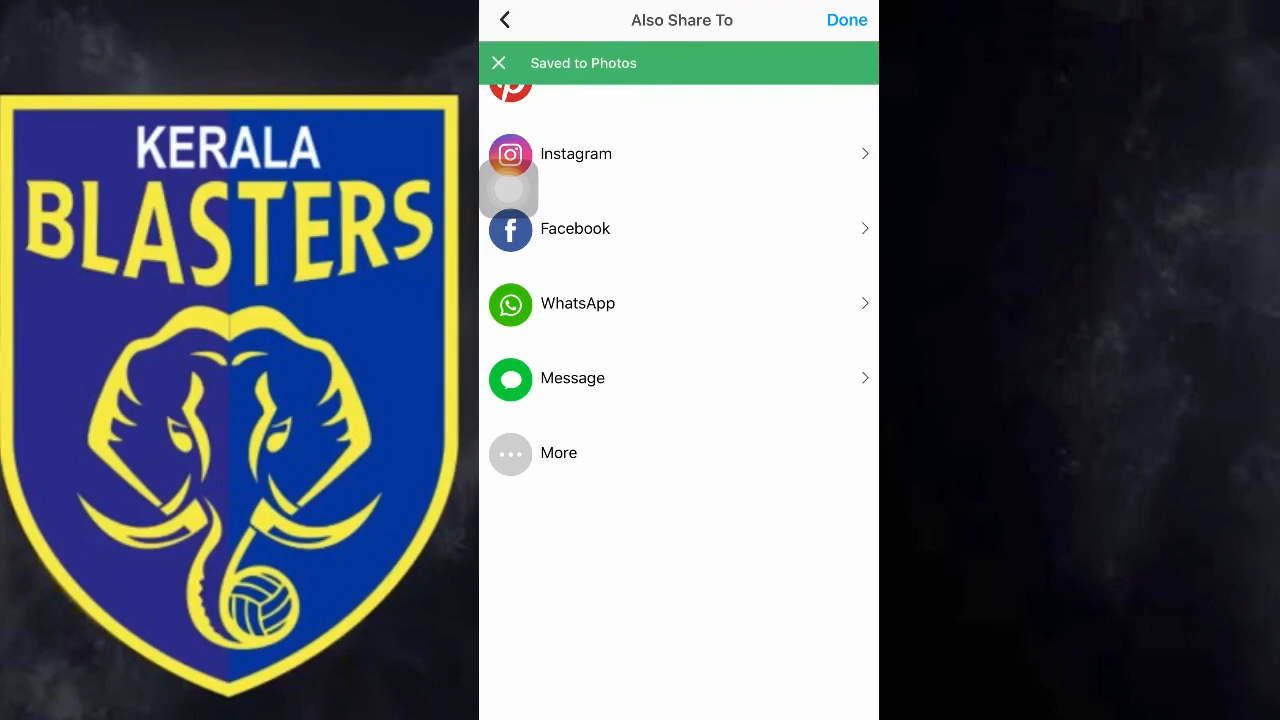 KERALA
BLASTERS
Also Share To
Done
Saved to Photos
Instagram
Facebook
WhatsApp
Message
More